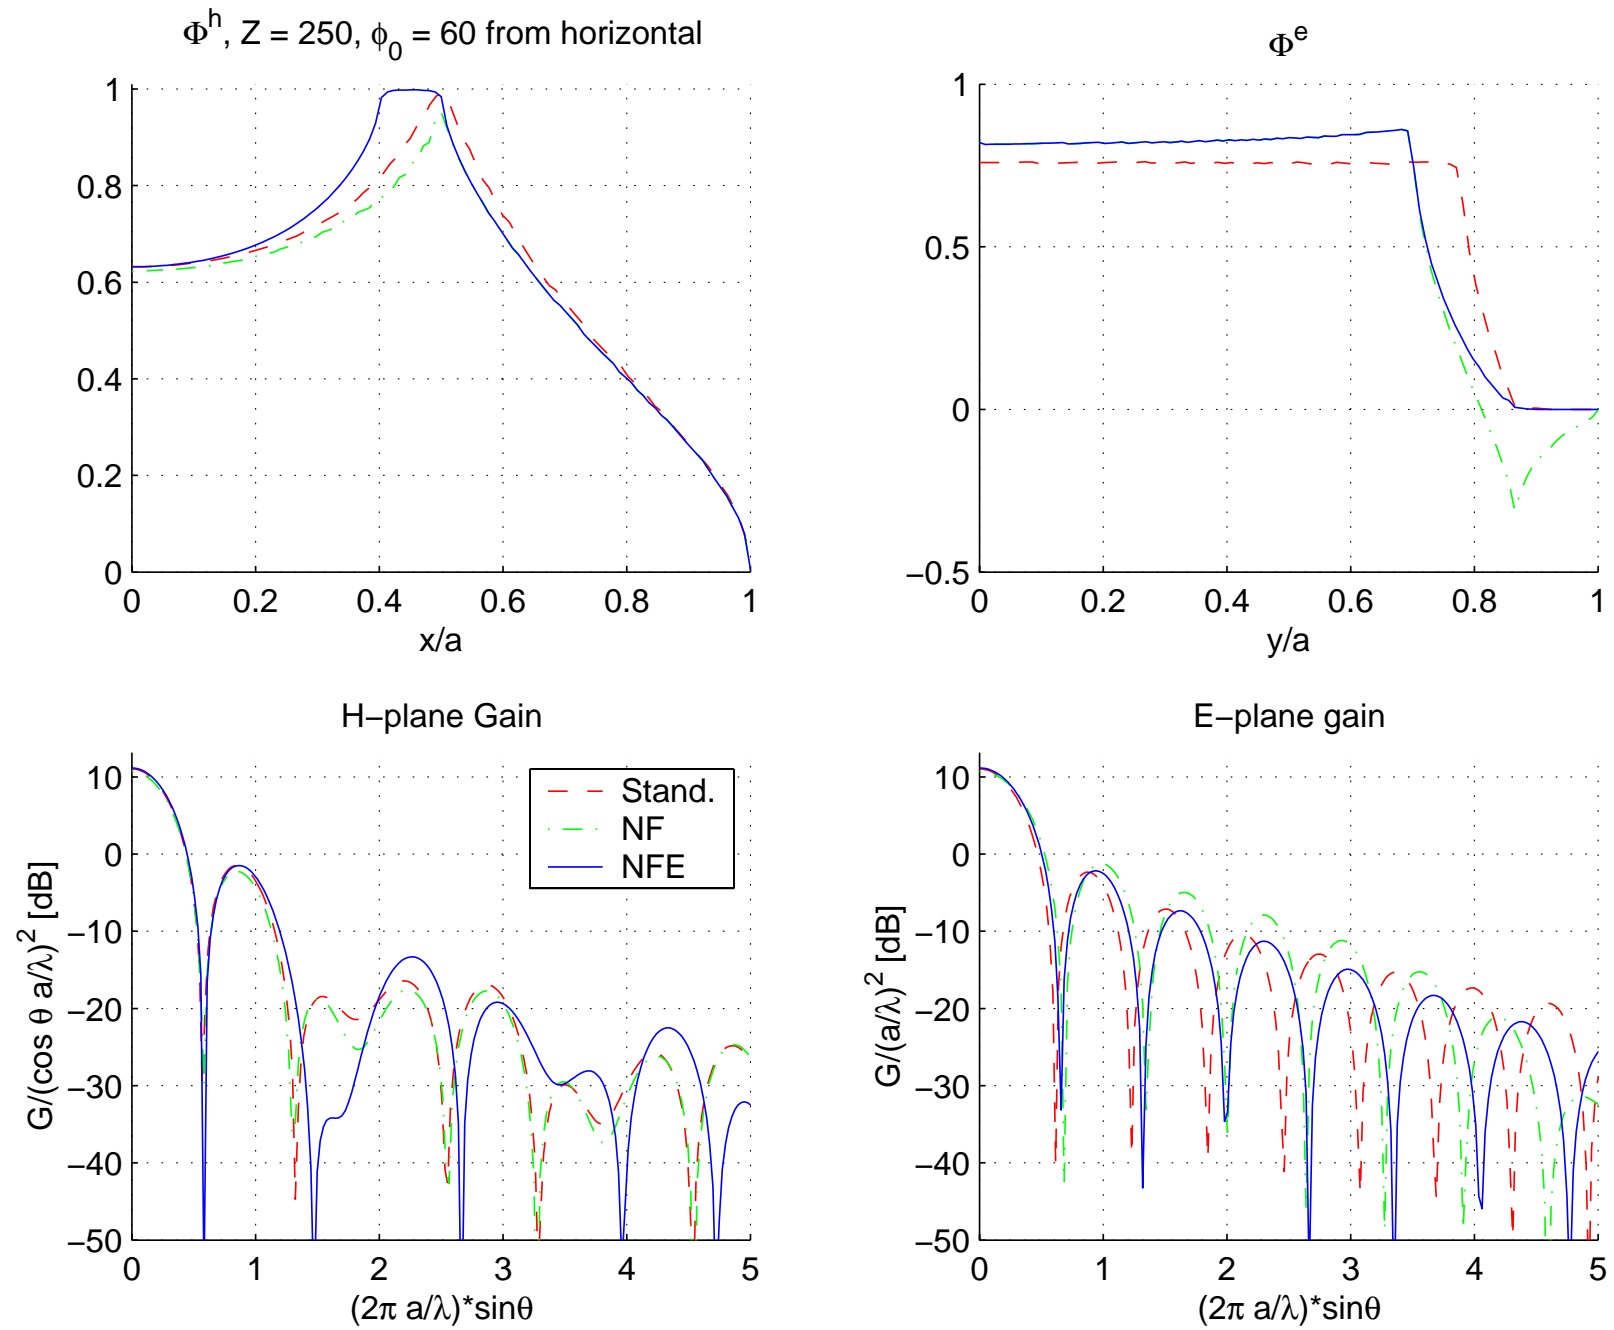 Φ^h, Z = 250, ϕ_0 = 60 from horizontal
1
0.8
0.6
0.4
0.2
0
0 0.2 0.4 0.6 0.8 1
x/a
Φ^e
1
0.5
0
−0.5
0 0.2 0.4 0.6 0.8 1
y/a
H−plane Gain
G/(cos θ a/λ)^2 [dB]
10
0
−10
−20
−30
−40
−50
Stand.
NF
NFE
0 1 2 3 4 5
(2π a/λ)*sinθ
E−plane gain
G/(a/λ)^2 [dB]
10
0
−10
−20
−30
−40
−50
0 1 2 3 4 5
(2π a/λ)*sinθ